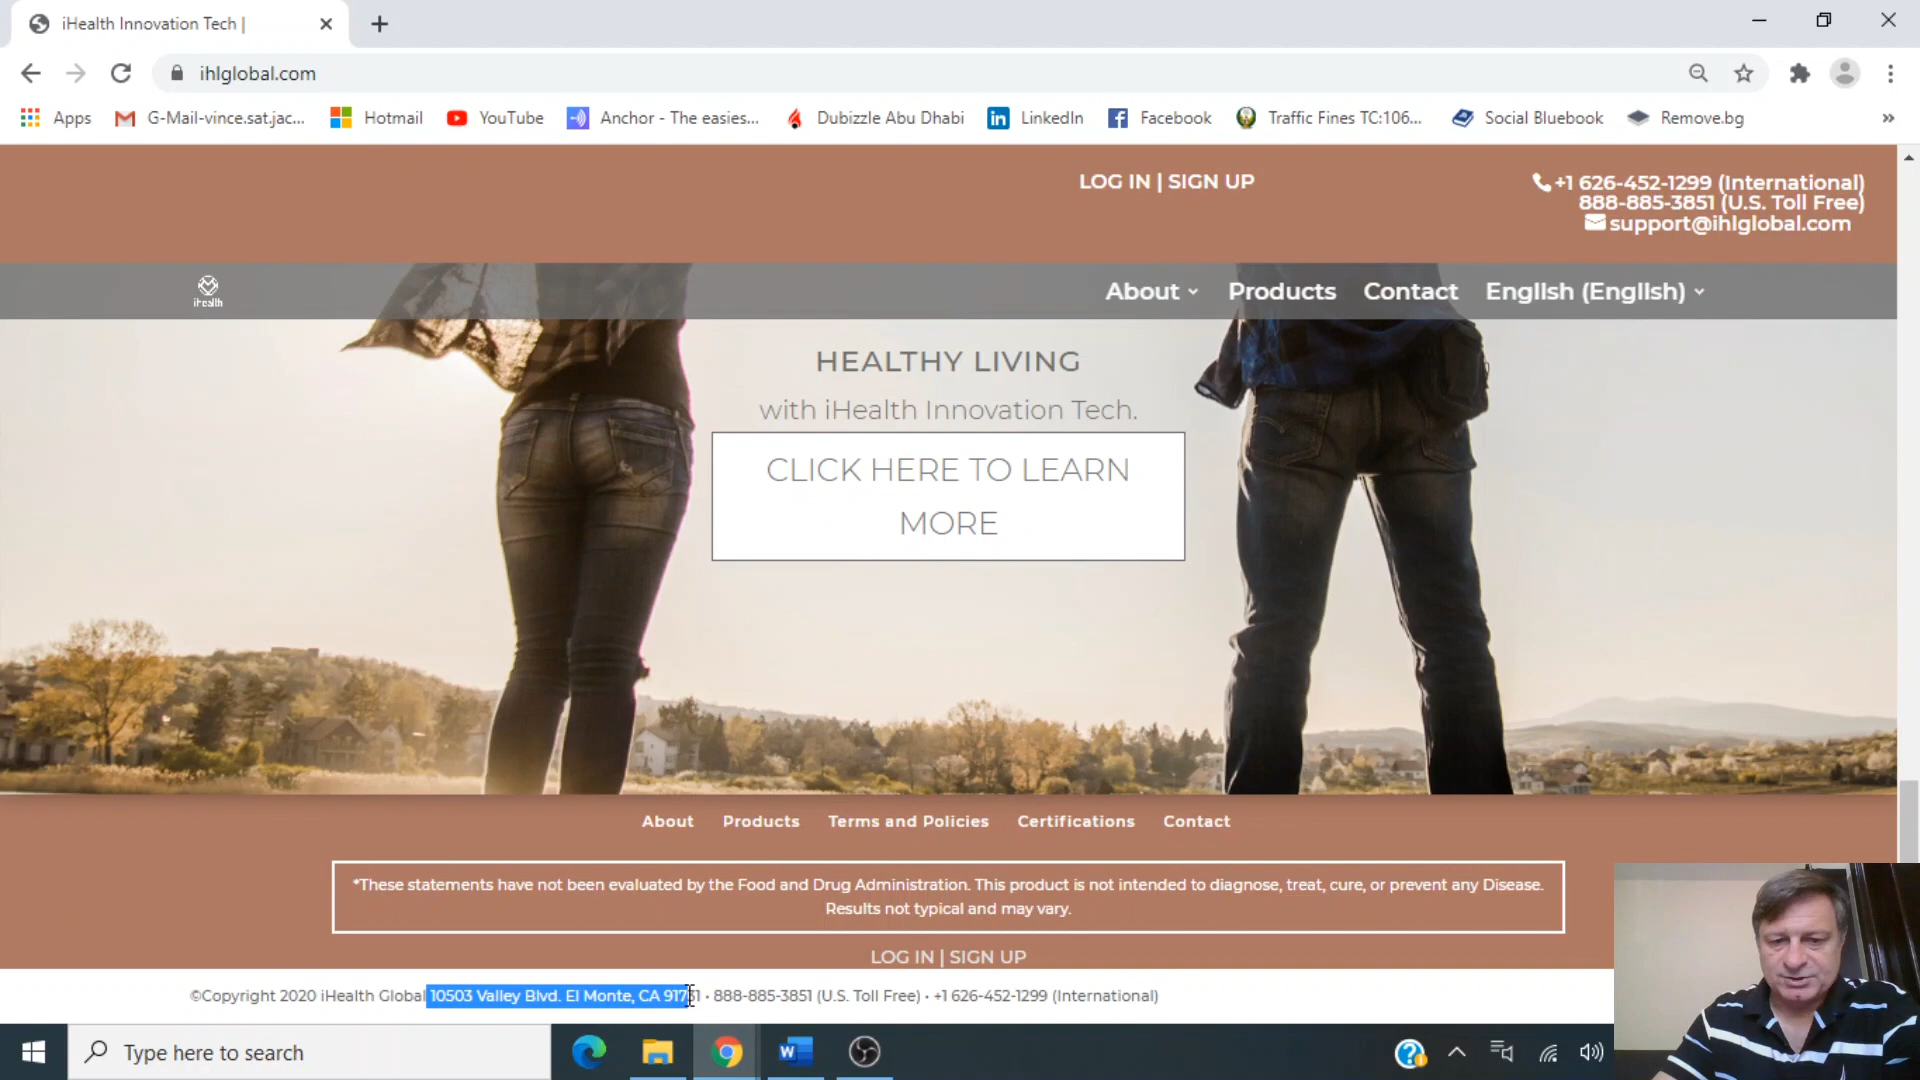 iHealth Innovation Tech |
ihlglobal.com
Apps
G-Mail-vince.sat.jac...
Hotmail
YouTube
Anchor - The easies...
Dubizzle Abu Dhabi
LinkedIn
Facebook
Traffic Fines TC:106...
Social Bluebook
Remove.bg
»
LOG IN | SIGN UP
+1 626-452-1299 (International)
888-885-3851 (U.S. Toll Free)
support@ihlglobal.com
iHealth
About
Products
Contact
English (English)
HEALTHY LIVING
with iHealth Innovation Tech.
CLICK HERE TO LEARN
MORE
About
Products
Terms and Policies
Certifications
Contact
*These statements have not been evaluated by the Food and Drug Administration. This product is not intended to diagnose, treat, cure, or prevent any Disease.
Results not typical and may vary.
LOG IN | SIGN UP
©Copyright 2020 iHealth Global 10503 Valley Blvd. El Monte, CA 91731 • 888-885-3851 (U.S. Toll Free) • +1 626-452-1299 (International)
Type here to search